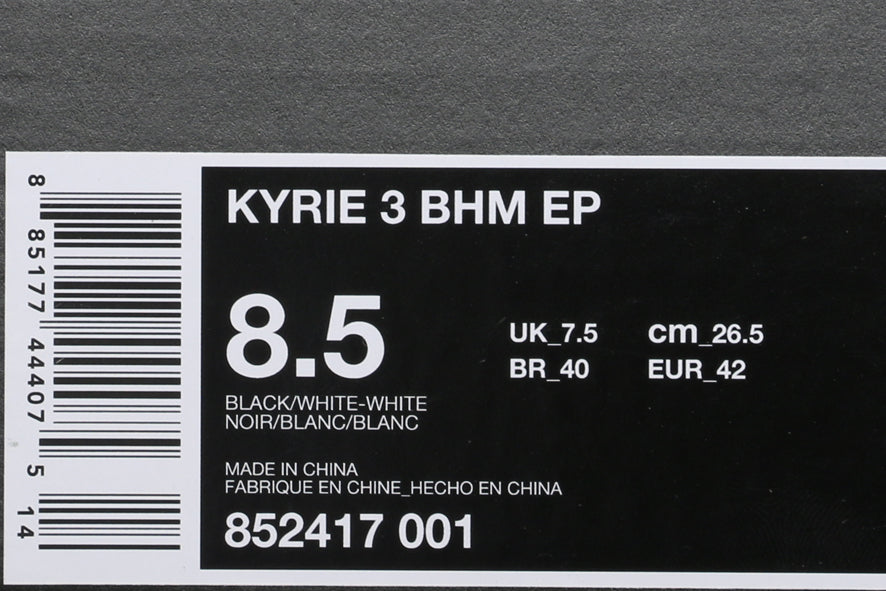 KYRIE 3 BHM EP
8.5
UK_7.5 cm_26.5
BR_40 EUR_42
BLACK/WHITE-WHITE
NOIR/BLANC/BLANC
MADE IN CHINA
FABRIQUE EN CHINE_HECHO EN CHINA
852417 001
8 85177 44407 5 14